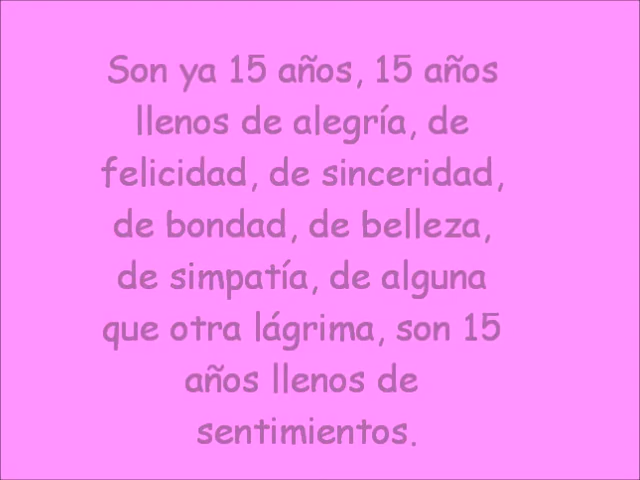 Son ya 15 años, 15 años
llenos de alegría, de
felicidad, de sinceridad,
de bondad, de belleza,
de simpatía, de alguna
que otra lágrima, son 15
años llenos de
sentimientos.